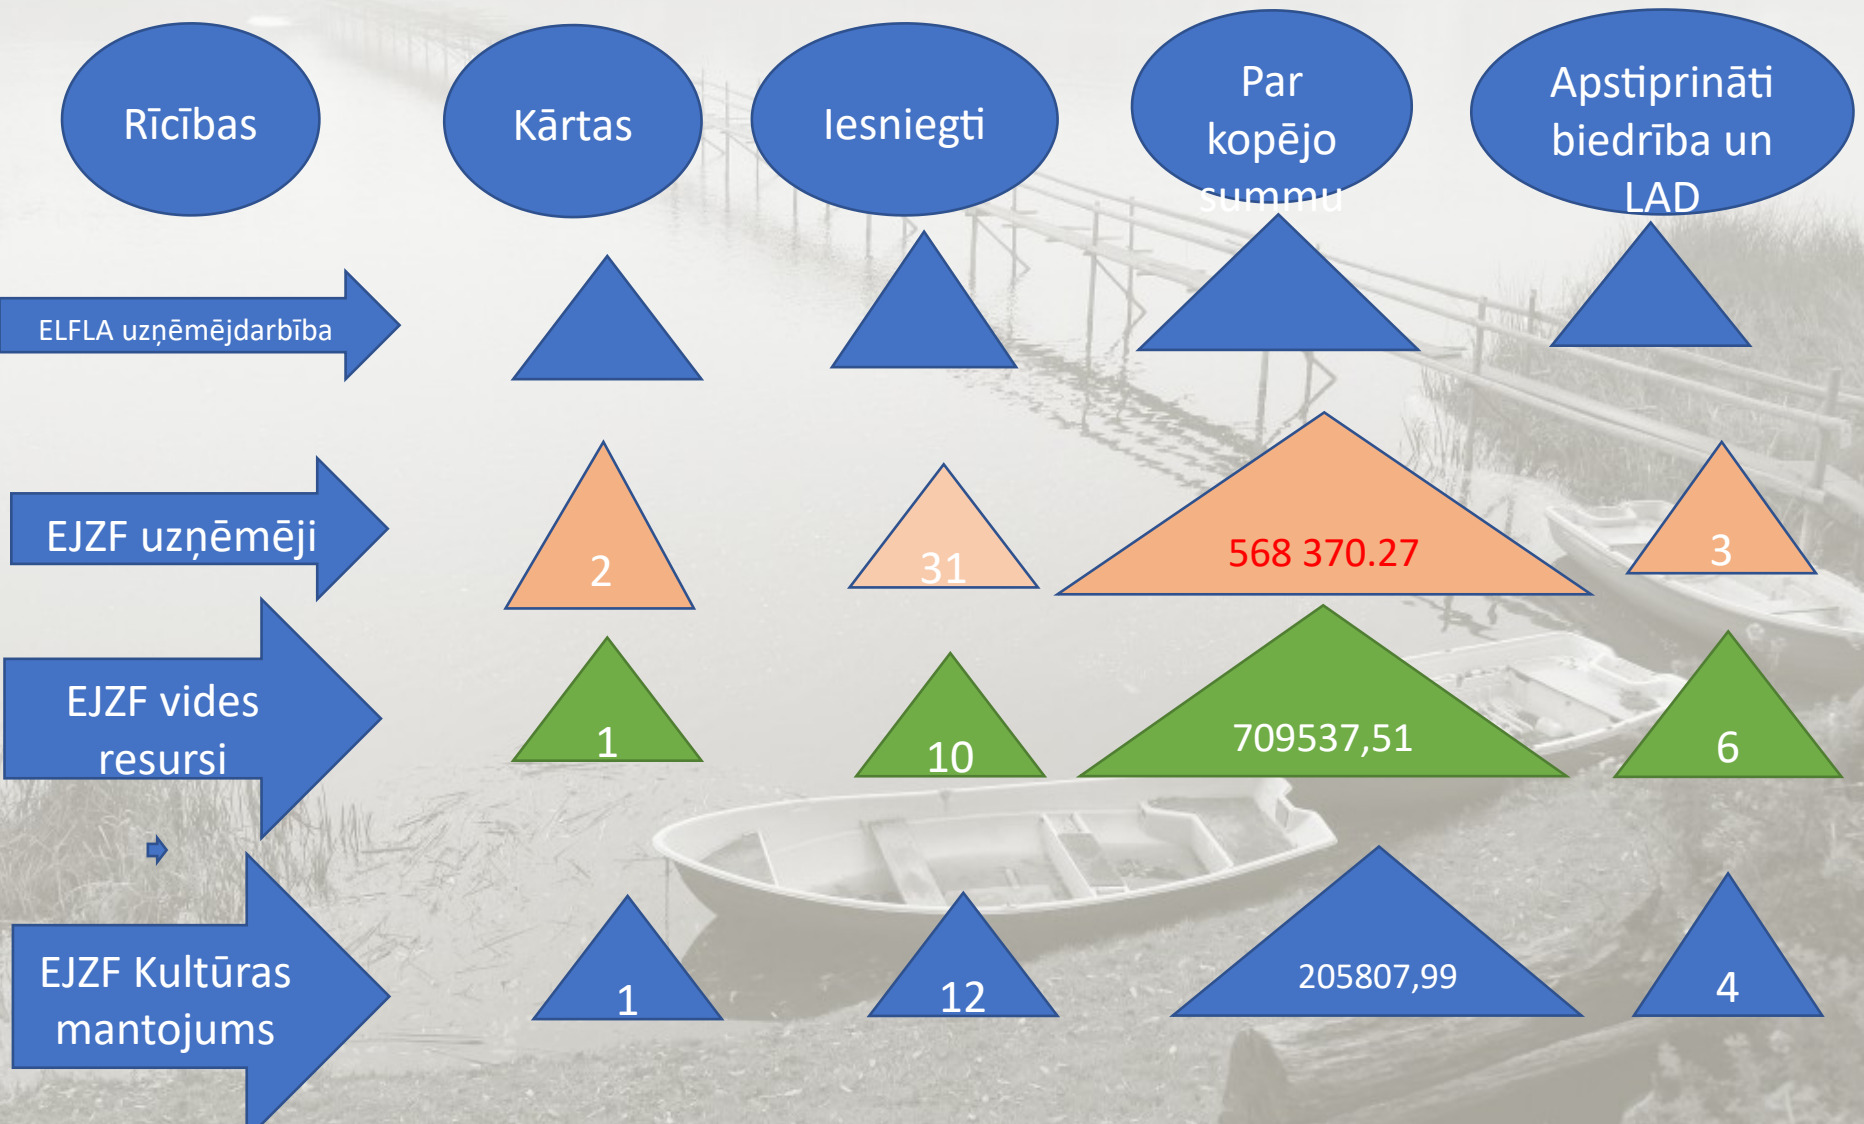 Rīcības
Kārtas
Iesniegti
Par
kopējo
summu
Apstiprināti
biedrība un
LAD
ELFLA uzņēmējdarbība
EJZF uzņēmēji
2
31
568 370.27
3
EJZF vides
resursi
1
10
709537,51
6
EJZF Kultūras
mantojums
1
12
205807,99
4